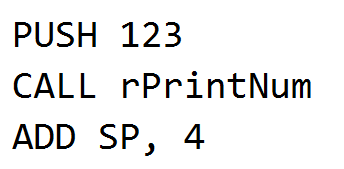 PUSH 123
CALL rPrintNum
ADD SP, 4